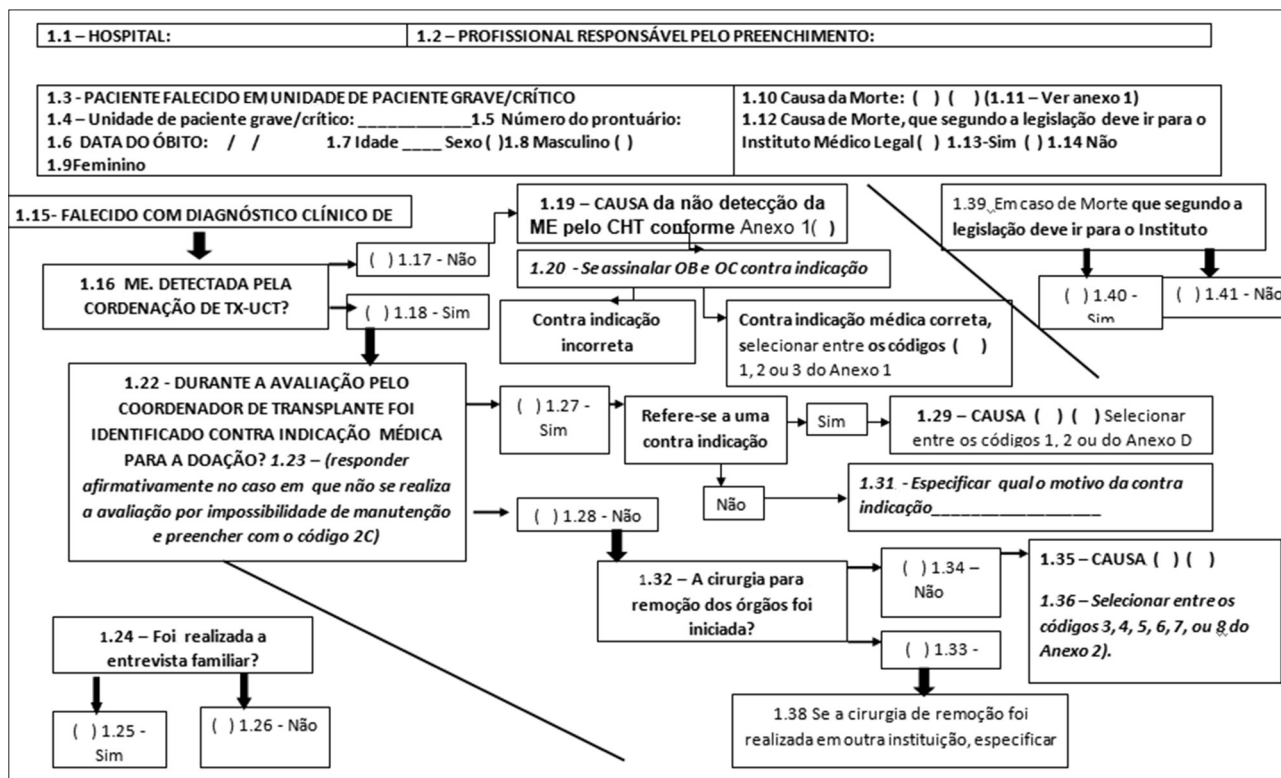 1.1 – HOSPITAL:
1.2 – PROFISSIONAL RESPONSÁVEL PELO PREENCHIMENTO:
1.3 - PACIENTE FALECIDO EM UNIDADE DE PACIENTE GRAVE/CRÍTICO
1.4 – Unidade de paciente grave/crítico: ____________1.5 Número do prontuário:
1.6 DATA DO ÓBITO: / / 1.7 Idade ____ Sexo ( )1.8 Masculino ( )
1.9Feminino
1.10 Causa da Morte: ( ) ( ) (1.11 – Ver anexo 1)
1.12 Causa de Morte, que segundo a legislação deve ir para o
Instituto Médico Legal ( ) 1.13-Sim ( ) 1.14 Não
1.15- FALECIDO COM DIAGNÓSTICO CLÍNICO DE
1.16 ME. DETECTADA PELA
CORDENAÇÃO DE TX-UCT?
( ) 1.17 - Não
( ) 1.18 - Sim
1.19 – CAUSA da não detecção da
ME pelo CHT conforme Anexo 1( )
1.20 - Se assinalar OB e OC contra indicação
Contra indicação
incorreta
Contra indicação médica correta,
selecionar entre os códigos ( )
1, 2 ou 3 do Anexo 1
1.39 Em caso de Morte que segundo a
legislação deve ir para o Instituto
( ) 1.40 -
Sim
( ) 1.41 - Não
1.22 - DURANTE A AVALIAÇÃO PELO
COORDENADOR DE TRANSPLANTE FOI
IDENTIFICADO CONTRA INDICAÇÃO MÉDICA
PARA A DOAÇÃO? 1.23 – (responder
afirmativamente no caso em que não se realiza
a avaliação por impossibilidade de manutenção
e preencher com o código 2C)
( ) 1.27 -
Sim
Refere-se a uma
contra indicação
Sim
1.29 – CAUSA ( ) ( ) Selecionar
entre os códigos 1, 2 ou do Anexo D
Não
1.31 - Especificar qual o motivo da contra
indicação__________________
( ) 1.28 - Não
1.32 – A cirurgia para
remoção dos órgãos foi
iniciada?
( ) 1.34 –
Não
1.35 – CAUSA ( ) ( )
1.36 – Selecionar entre os
códigos 3, 4, 5, 6, 7, ou 8 do
Anexo 2).
( ) 1.33 -
1.38 Se a cirurgia de remoção foi
realizada em outra instituição, especificar
1.24 – Foi realizada a
entrevista familiar?
( ) 1.25 -
Sim
( ) 1.26 - Não